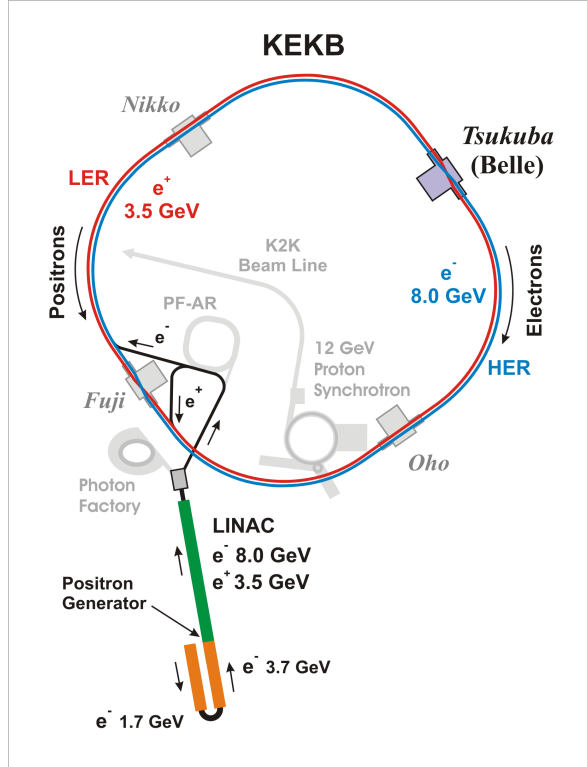 KEKB
Nikko
Tsukuba
(Belle)
LER
e+
3.5 GeV
Positrons
K2K
Beam Line
e-
8.0 GeV
Electrons
PF-AR
e-
12 GeV
Proton
Synchrotron
HER
Fuji
e+
Oho
Photon
Factory
LINAC
e- 8.0 GeV
e+ 3.5 GeV
Positron
Generator
e- 3.7 GeV
e- 1.7 GeV